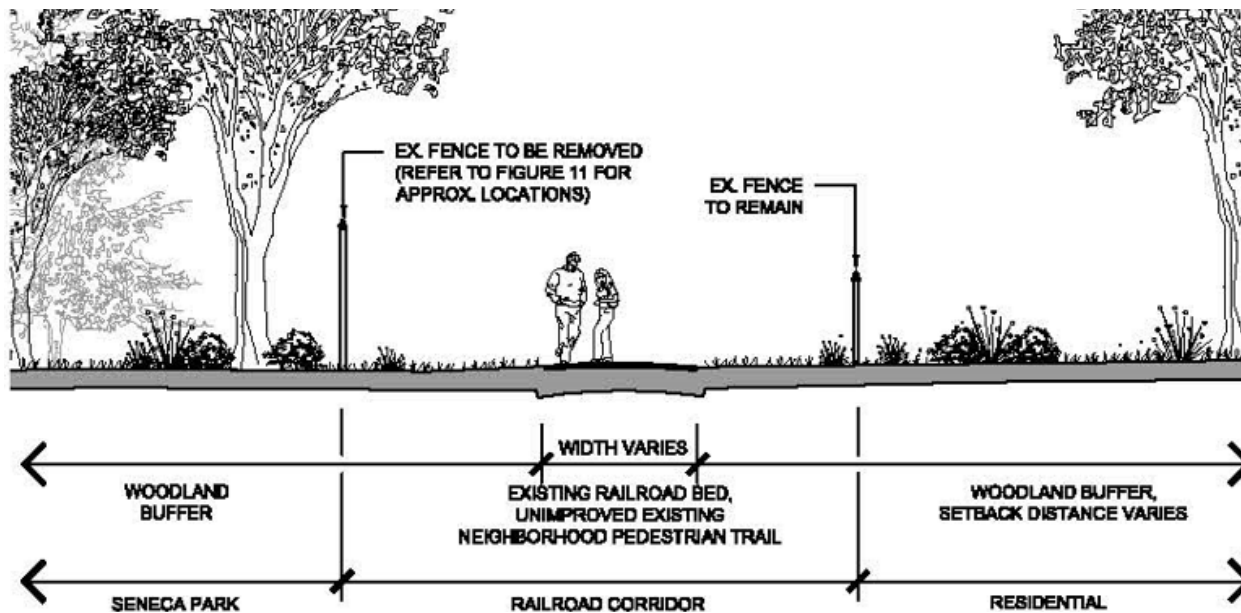 EX. FENCE TO BE REMOVED
(REFER TO FIGURE 11 FOR
APPROX. LOCATIONS)
EX. FENCE
TO REMAIN
WIDTH VARIES
WOODLAND
BUFFER
EXISTING RAILROAD BED,
UNIMPROVED EXISTING
NEIGHBORHOOD PEDESTRIAN TRAIL
WOODLAND BUFFER,
SETBACK DISTANCE VARIES
SENECA PARK
RAILROAD CORRIDOR
RESIDENTIAL